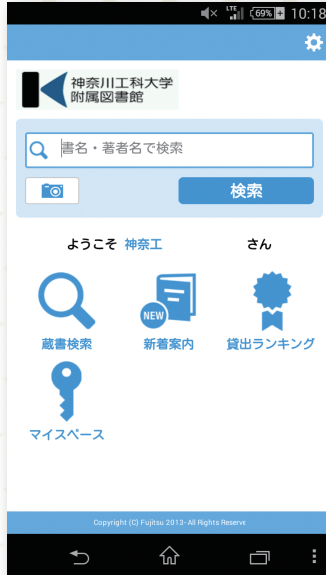 LTE 69% 10:18
神奈川工科大学
附属図書館
書名・著者名で検索
検索
ようこそ 神奈工 さん
NEW
蔵書検索 新着案内 貸出ランキング
マイスペース
Copyright (C) Fujitsu 2013- All Rights Reserve